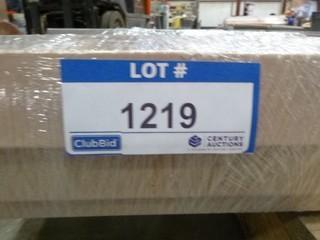 LOT #
1219
ClubBid
CENTURY
AUCTIONS